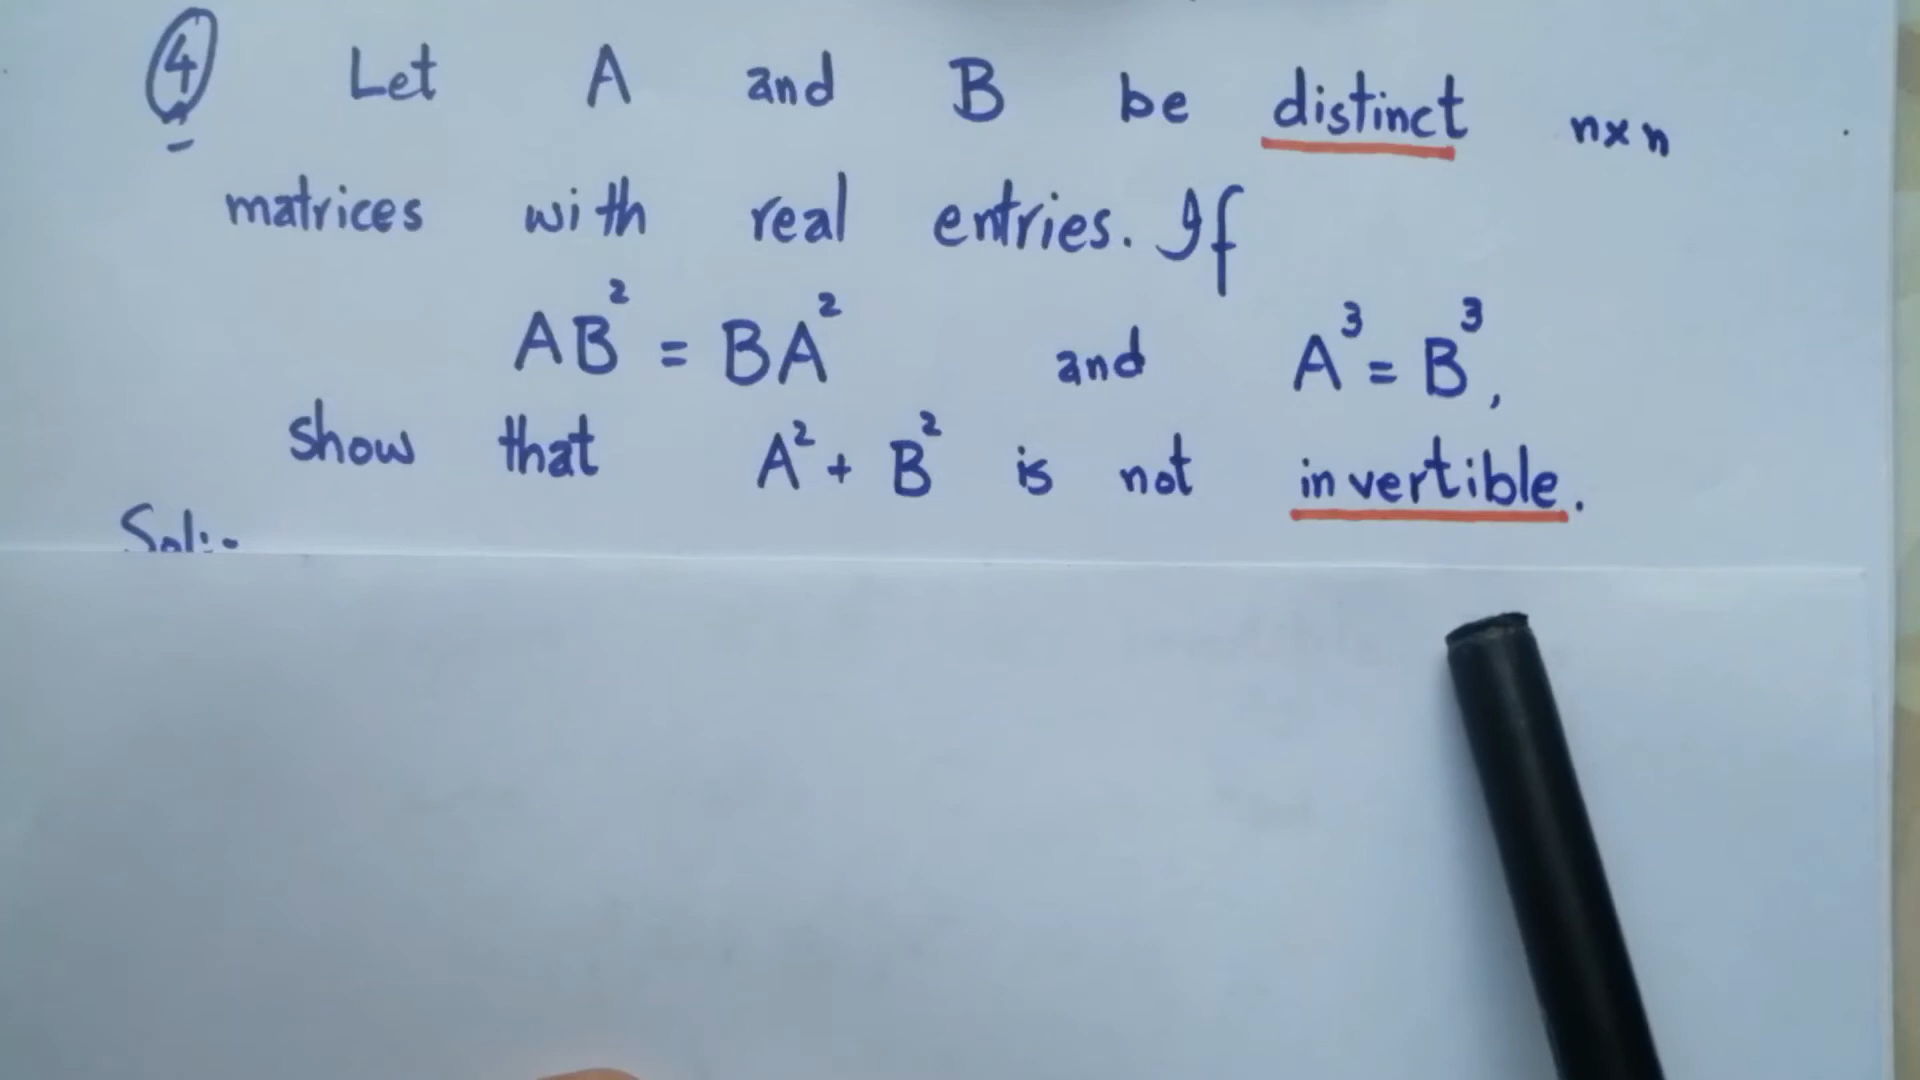 ④ Let A and B be distinct n×n
matrices with real entries. If
AB² = BA² and A³ = B³,
show that A² + B² is not invertible.
Sol:-